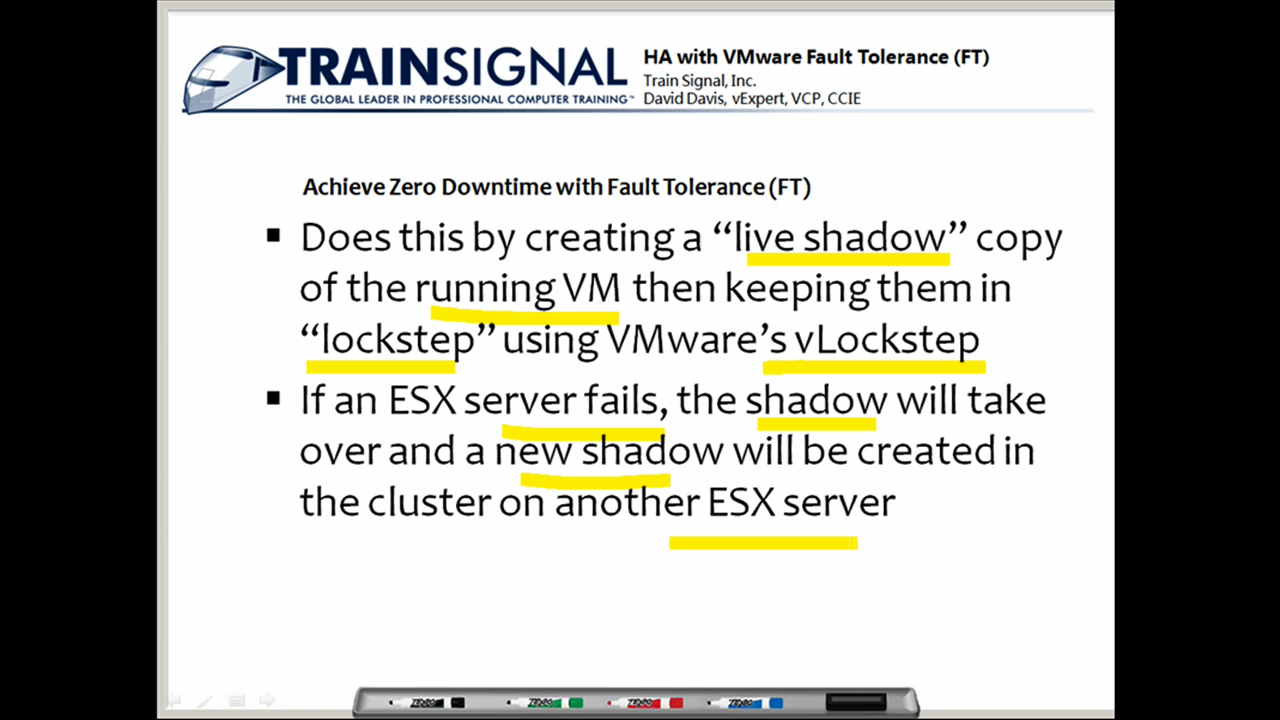 TRAINSIGNAL
THE GLOBAL LEADER IN PROFESSIONAL COMPUTER TRAINING™
HA with VMware Fault Tolerance (FT)
Train Signal, Inc.
David Davis, vExpert, VCP, CCIE
Achieve Zero Downtime with Fault Tolerance (FT)
▪ Does this by creating a “live shadow” copy
of the running VM then keeping them in
“lockstep” using VMware’s vLockstep
▪ If an ESX server fails, the shadow will take
over and a new shadow will be created in
the cluster on another ESX server